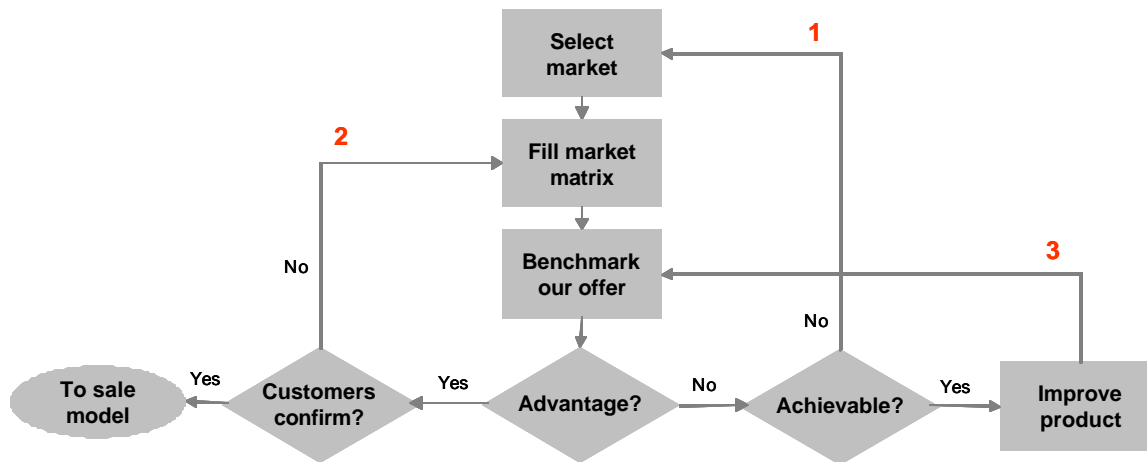 Select
market
1
2
Fill market
matrix
Benchmark
our offer
3
No
No
To sale
model
Yes
Customers
confirm?
Yes
Advantage?
No
Achievable?
Yes
Improve
product